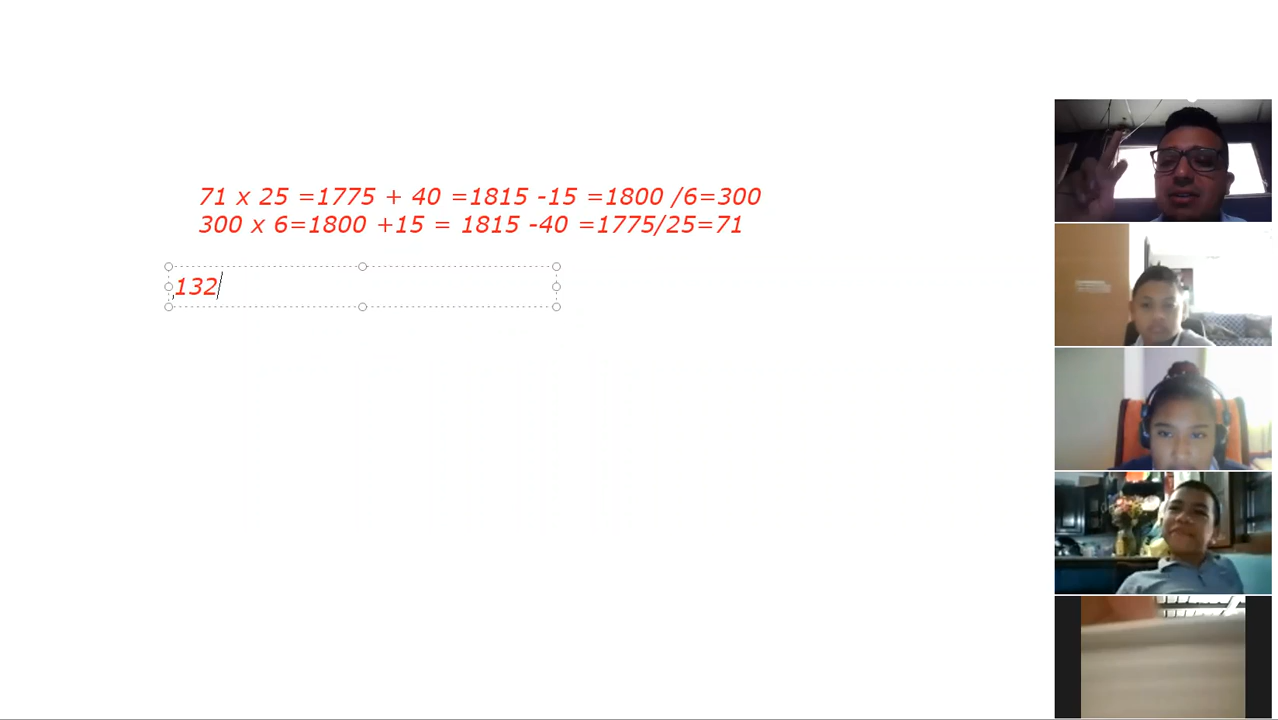 71 x 25 =1775 + 40 =1815 -15 =1800 /6=300
300 x 6=1800 +15 = 1815 -40 =1775/25=71
132